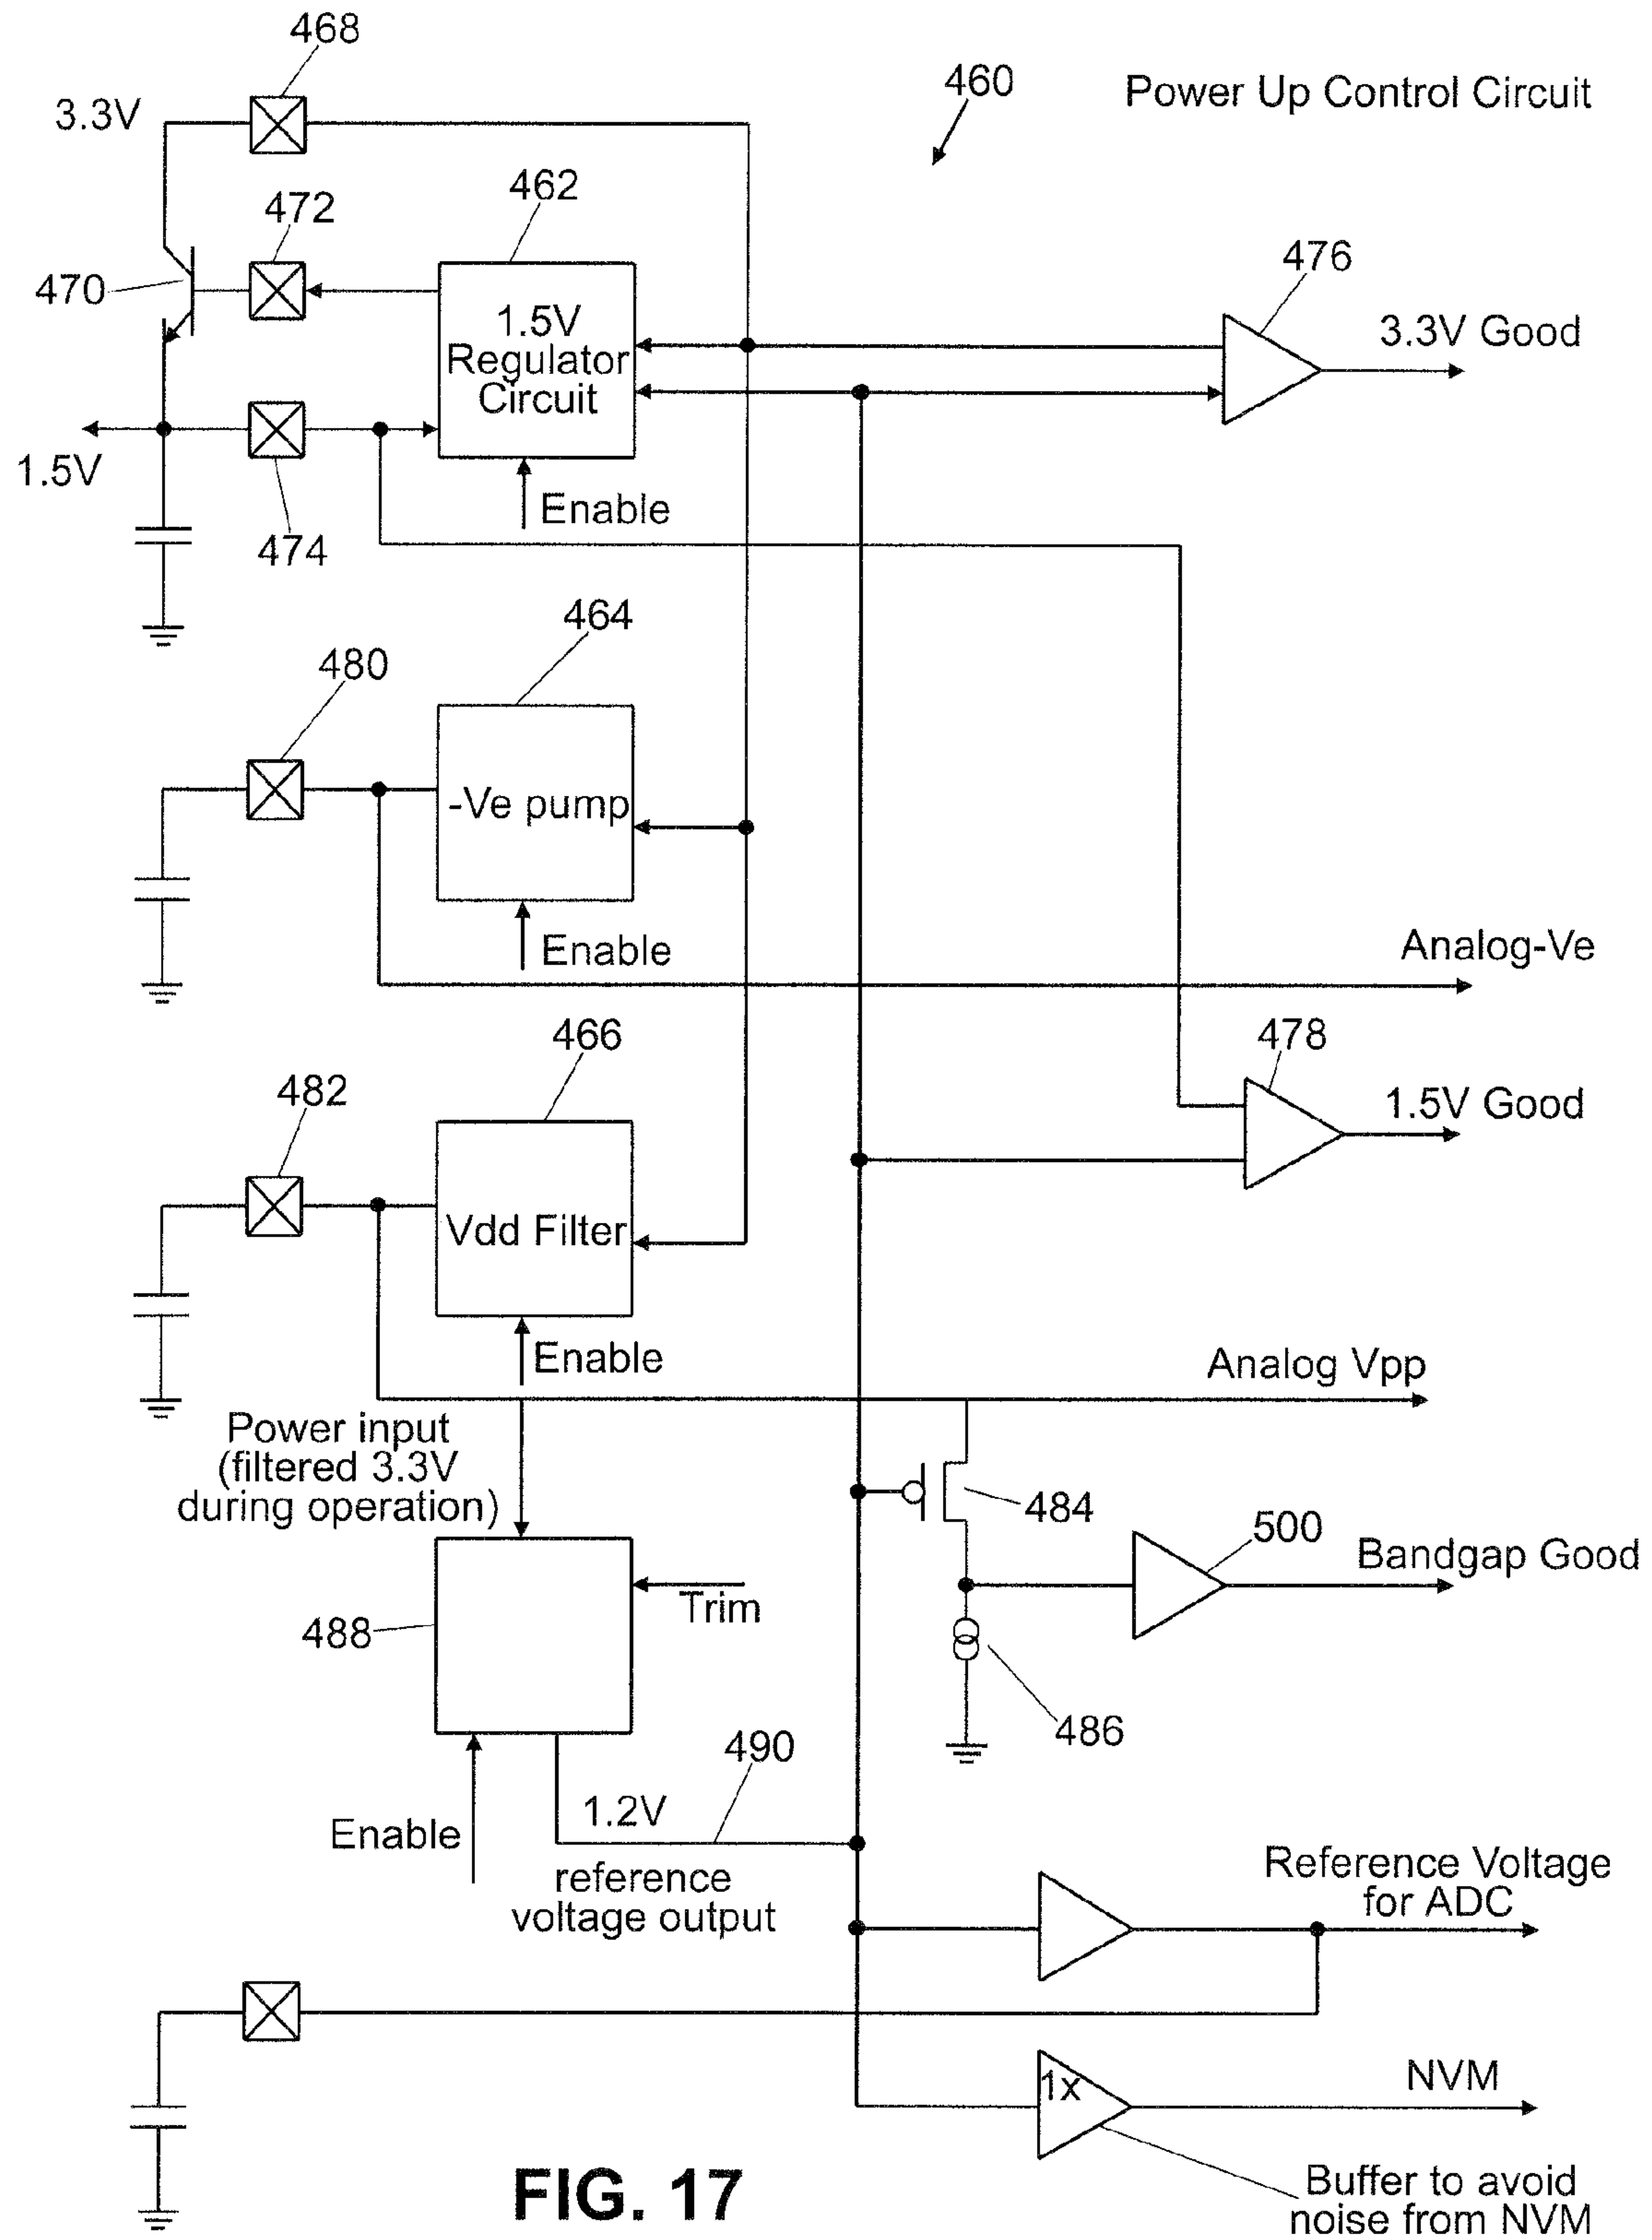 468
3.3V
460
Power Up Control Circuit
472
462
470
476
1.5V
Regulator
Circuit
3.3V Good
1.5V
474
Enable
464
480
-Ve pump
Enable
Analog-Ve
466
478
482
1.5V Good
Vdd Filter
Enable
Analog Vpp
Power input
(filtered 3.3V
during operation)
484
500
Bandgap Good
Trim
488
486
490
1.2V
Enable
reference
voltage output
Reference Voltage
for ADC
NVM
1x
Buffer to avoid
noise from NVM
FIG. 17